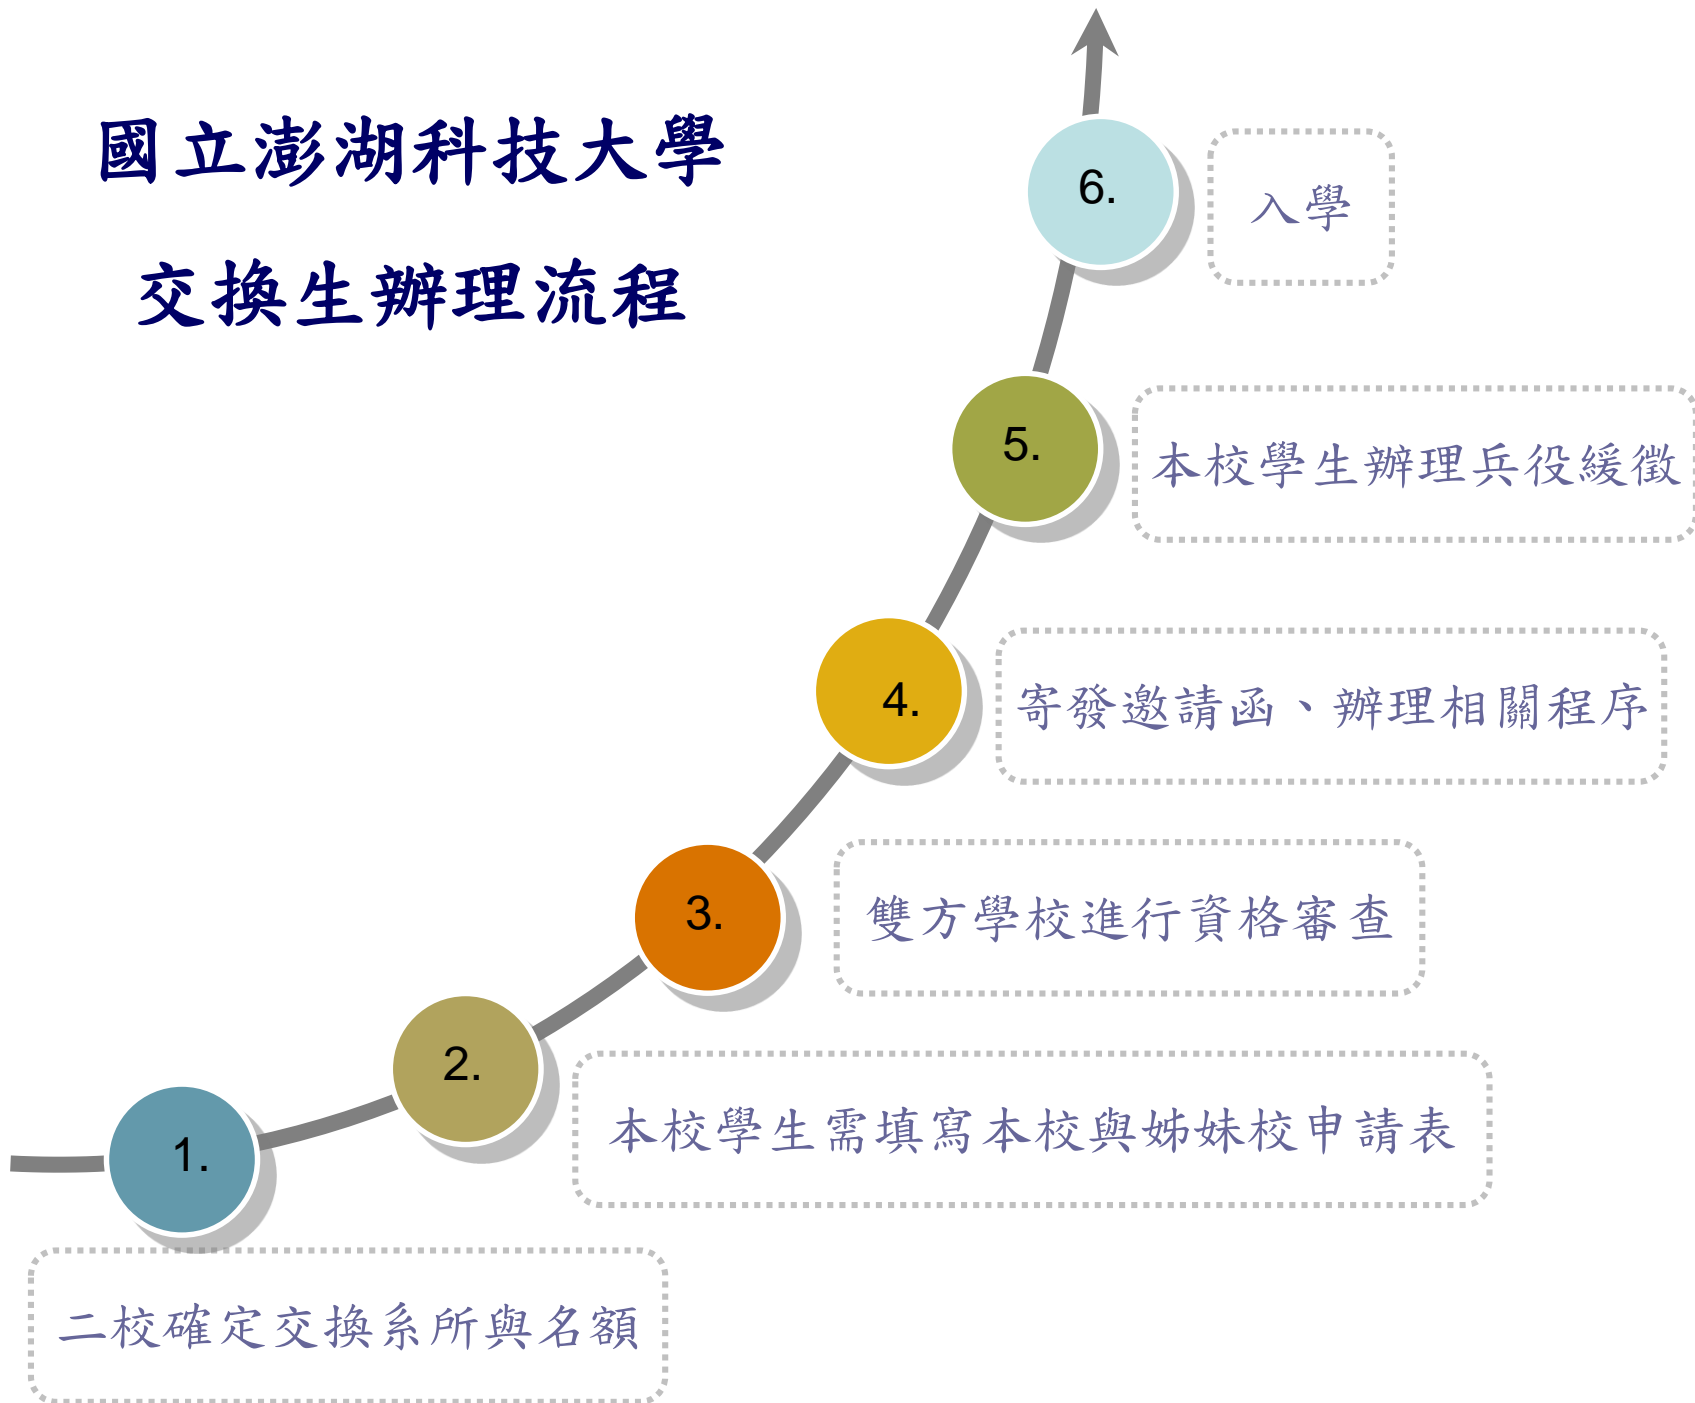 國立澎湖科技大學
交換生辦理流程
1.
二校確定交換系所與名額
2.
本校學生需填寫本校與姊妹校申請表
3.
雙方學校進行資格審查
4.
寄發邀請函、辦理相關程序
5.
本校學生辦理兵役緩徵
6.
入學